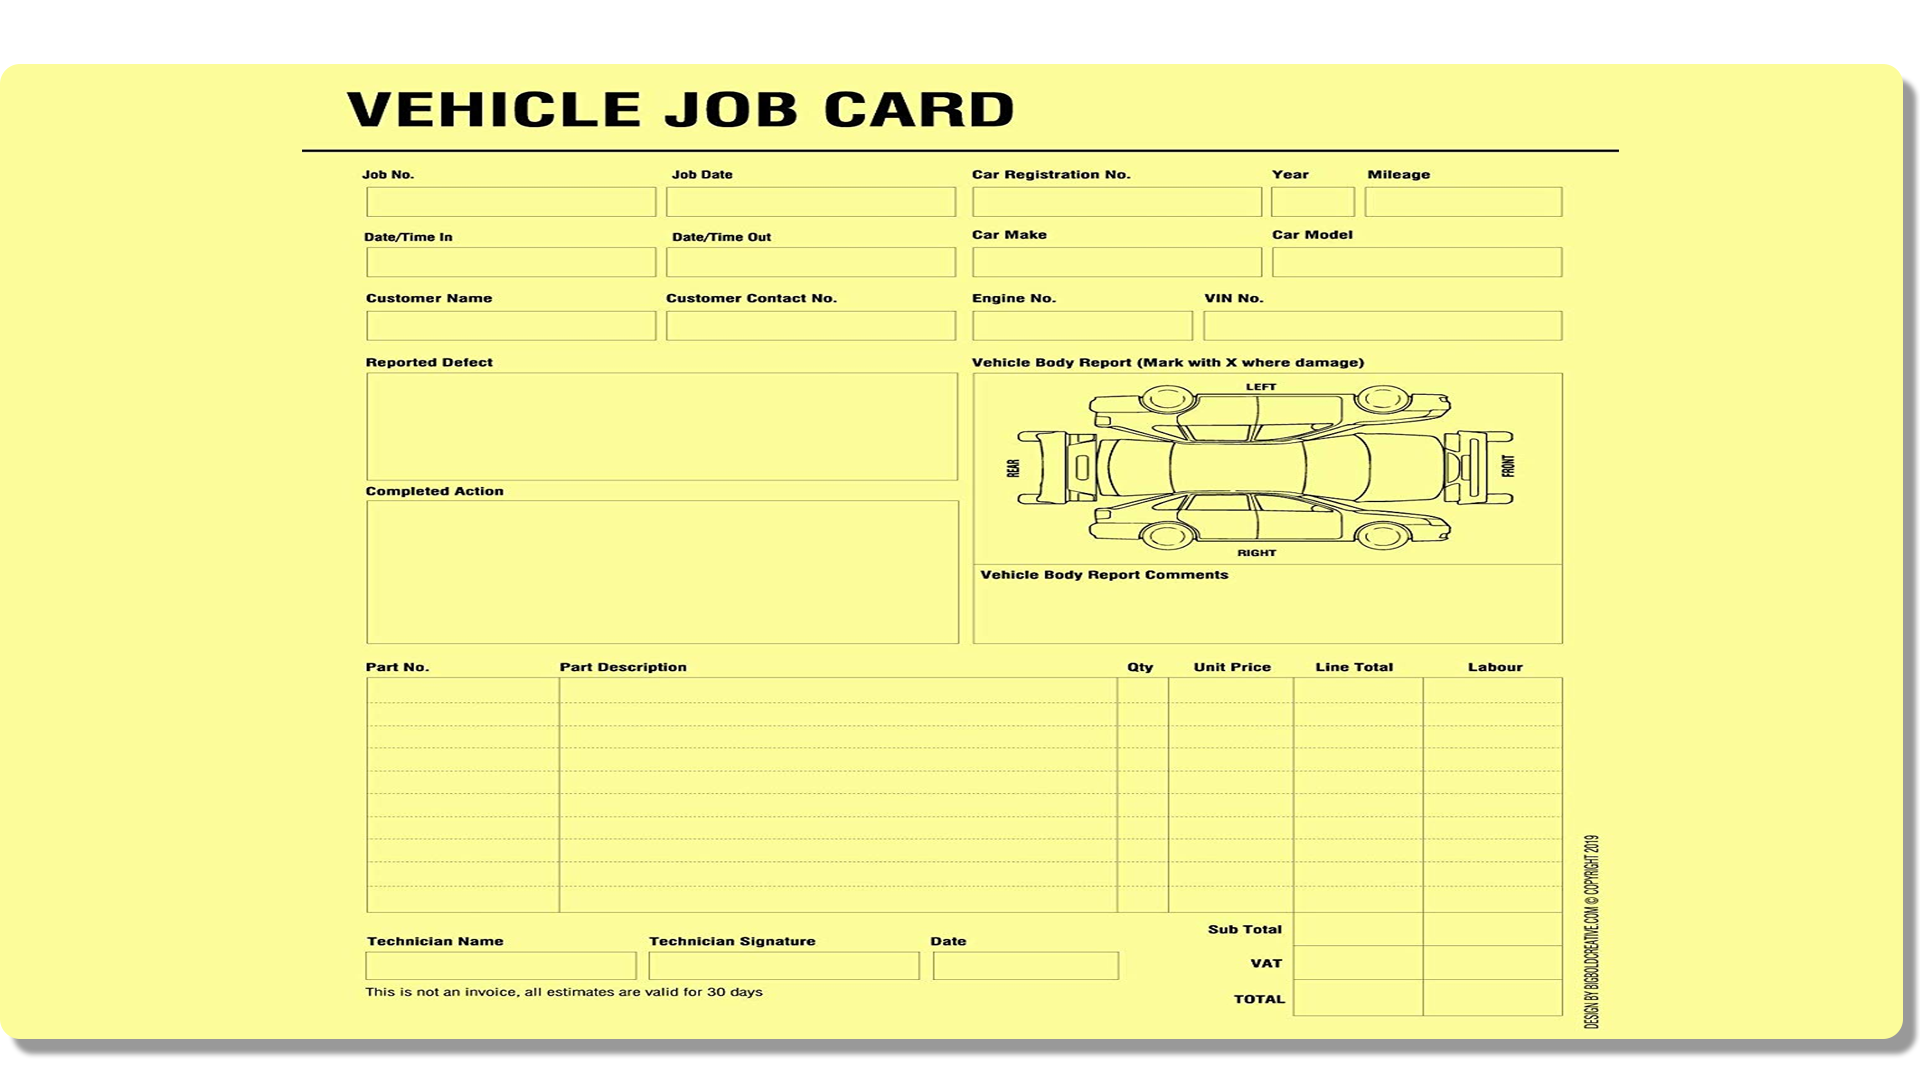 VEHICLE JOB CARD
Job No. Job Date Car Registration No. Year Mileage
Date/Time In Date/Time Out Car Make Car Model
Customer Name Customer Contact No. Engine No. VIN No.
Reported Defect Vehicle Body Report (Mark with X where damage)
LEFT
REAR
FRONT
Completed Action
RIGHT
Vehicle Body Report Comments
Part No. Part Description Qty Unit Price Line Total Labour
Sub Total
Technician Name Technician Signature Date
VAT
This is not an invoice, all estimates are valid for 30 days
TOTAL
DESIGN BY BIGBOLDCREATIVE.COM © COPYRIGHT 2019